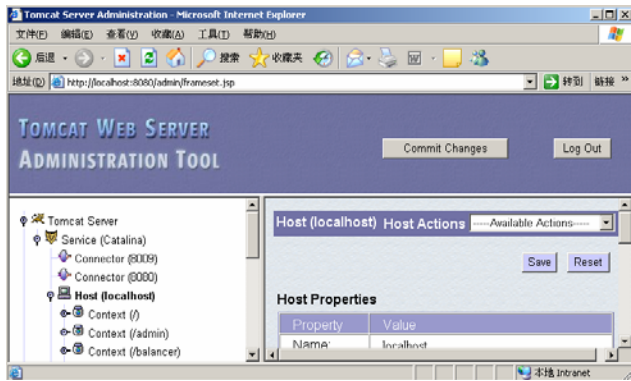 Tomcat Server Administration - Microsoft Internet Explorer
文件(F) 编辑(E) 查看(V) 收藏(A) 工具(T) 帮助(H)
后退 搜索 收藏夹
地址(D) http://localhost:8080/admin/frameset.jsp 转到 链接 »
TOMCAT WEB SERVER
ADMINISTRATION TOOL
Commit Changes Log Out
Tomcat Server
Service (Catalina)
Connector (8009)
Connector (8080)
Host (localhost)
Context (/)
Context (/admin)
Context (/balancer)
Host (localhost) Host Actions -----Available Actions-----
Save Reset
Host Properties
Property Value
Name: localhost
本地 Intranet